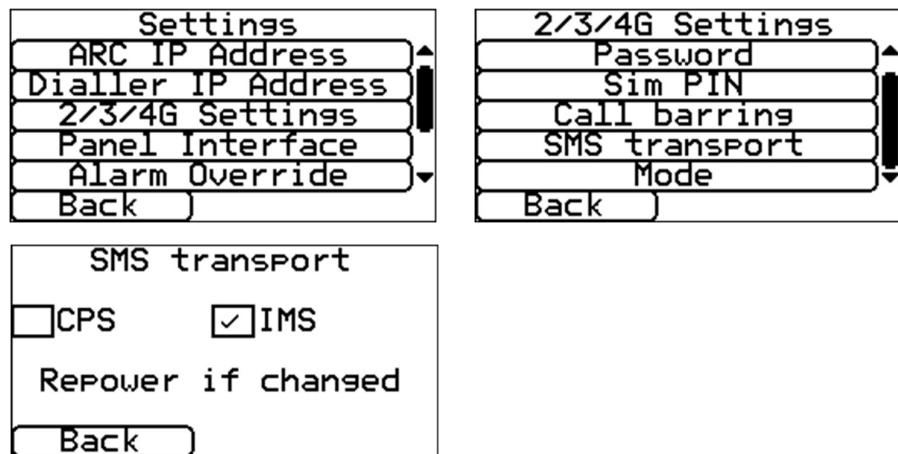 Settings
ARC IP Address
Dialler IP Address
2/3/4G Settings
Panel Interface
Alarm Override
Back
2/3/4G Settings
Password
Sim PIN
Call barring
SMS transport
Mode
Back
SMS transport
CPS IMS
Repower if changed
Back